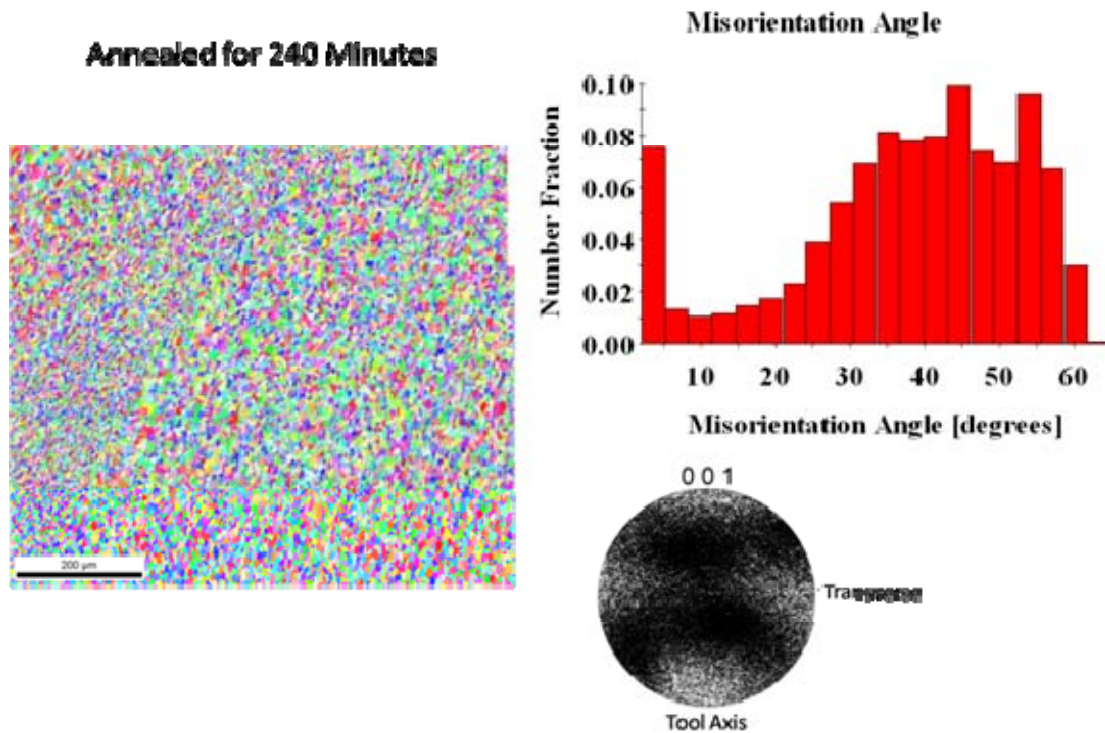 Annealed for 240 Minutes
200 µm
Misorientation Angle
Number Fraction
0.10
0.08
0.06
0.04
0.02
0.00
10 20 30 40 50 60
Misorientation Angle [degrees]
0 0 1
Tool Axis